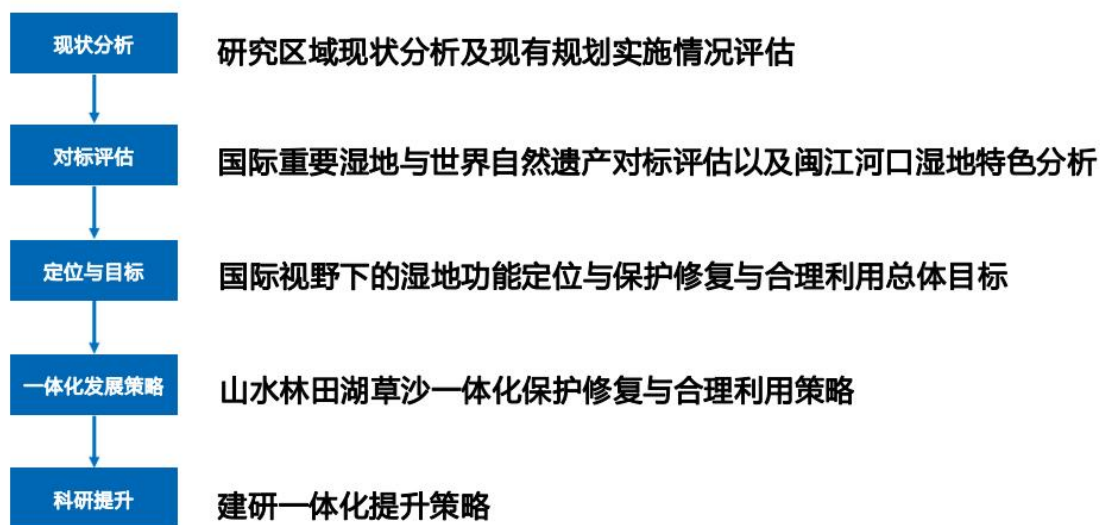 现状分析
研究区域现状分析及现有规划实施情况评估
对标评估
国际重要湿地与世界自然遗产对标评估以及闽江河口湿地特色分析
定位与目标
国际视野下的湿地功能定位与保护修复与合理利用总体目标
一体化发展策略
山水林田湖草沙一体化保护修复与合理利用策略
科研提升
建研一体化提升策略